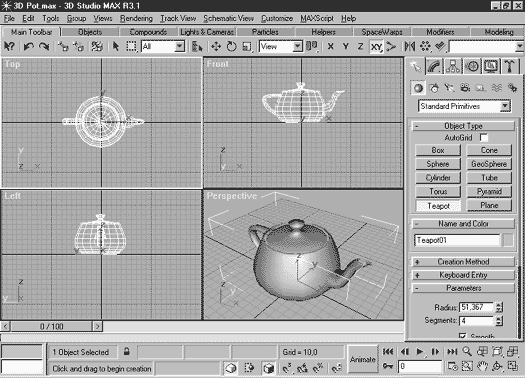 3D Pot.max - 3D Studio MAX R3.1
File Edit Tools Group Views Rendering Track View Schematic View Customize MAXScript Help
Main Toolbar Objects Compounds Lights & Cameras Particles Helpers SpaceWarps Modifiers Modeling
All View X Y Z XY
Top
Front
Left
Perspective
Standard Primitives
- Object Type
AutoGrid
Box Cone
Sphere GeoSphere
Cylinder Tube
Torus Pyramid
Teapot Plane
- Name and Color
Teapot01
+ Creation Method
+ Keyboard Entry
- Parameters
Radius: 51,367
Segments: 4
Smooth
0 / 100
1 Object Selected
Grid = 10,0
Animate
Click and drag to begin creation
0